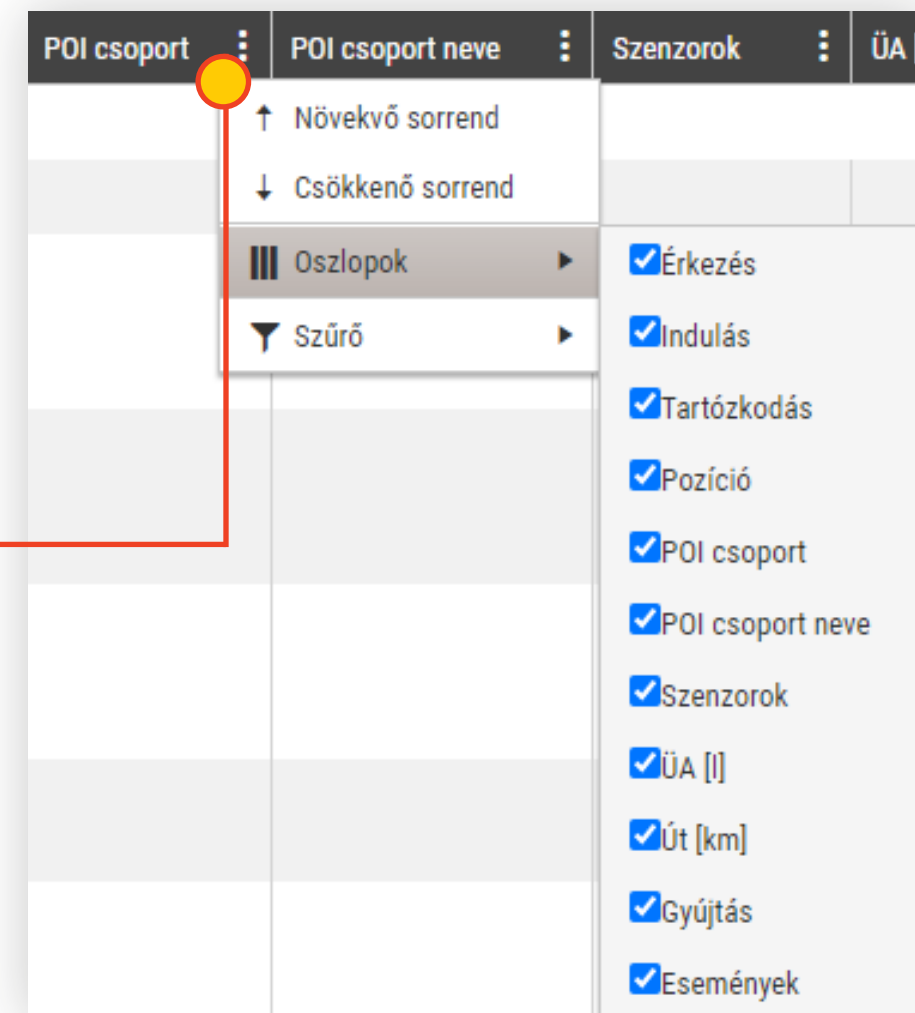 POI csoport
POI csoport neve
Szenzorok
ÜA [
Növekvő sorrend
Csökkenő sorrend
Oszlopok
Szűrő
Érkezés
Indulás
Tartózkodás
Pozíció
POI csoport
POI csoport neve
Szenzorok
ÜA [l]
Út [km]
Gyújtás
Események